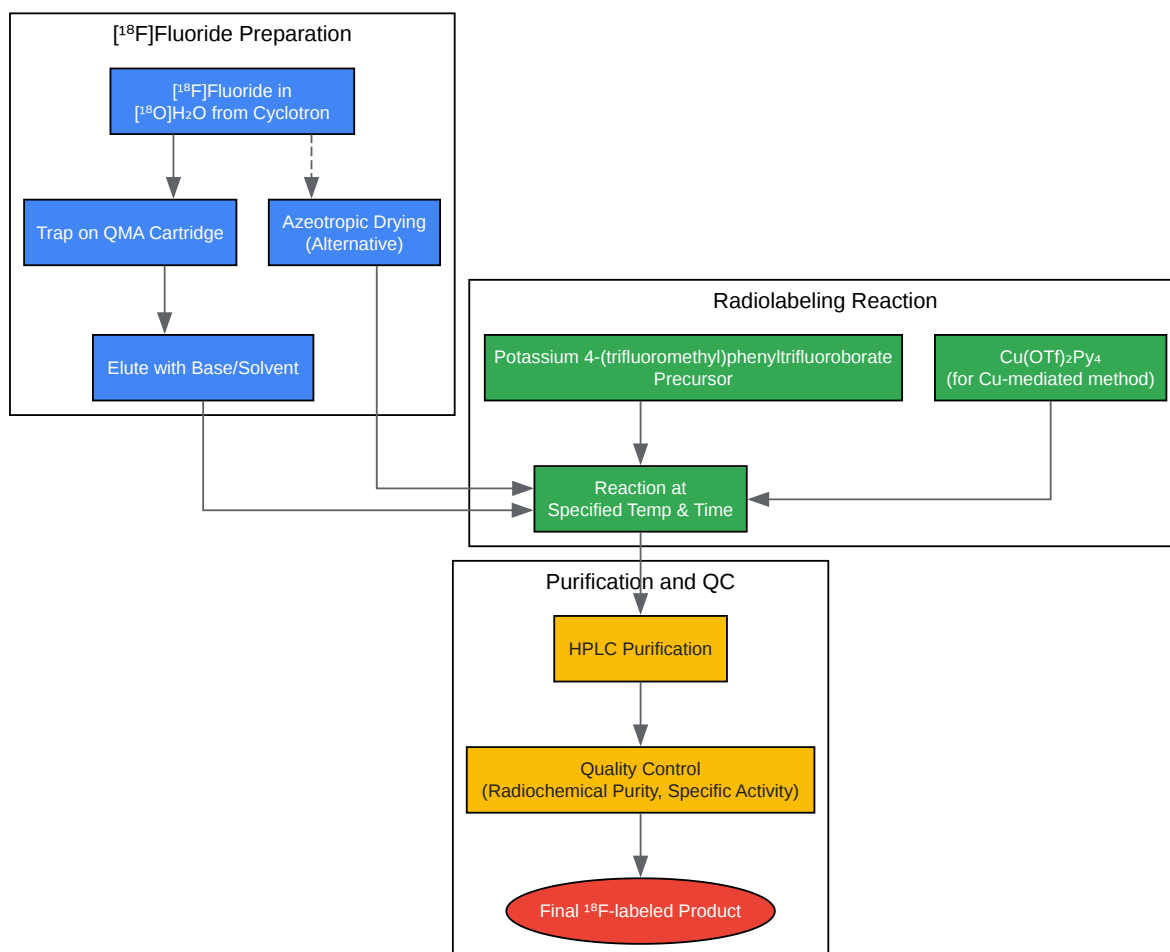 [¹⁸F]Fluoride Preparation
[¹⁸F]Fluoride in
[¹⁸O]H₂O from Cyclotron
Trap on QMA Cartridge
Azeotropic Drying
(Alternative)
Elute with Base/Solvent
Radiolabeling Reaction
Potassium 4-(trifluoromethyl)phenyltrifluoroborate
Precursor
Cu(OTf)₂Py₄
(for Cu-mediated method)
Reaction at
Specified Temp & Time
Purification and QC
HPLC Purification
Quality Control
(Radiochemical Purity, Specific Activity)
Final ¹⁸F-labeled Product